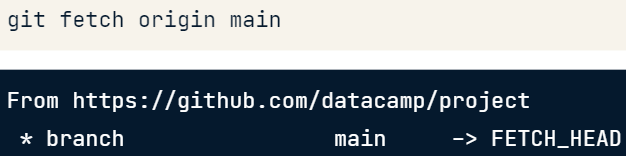 git fetch origin main
From https://github.com/datacamp/project
* branch main -> FETCH_HEAD